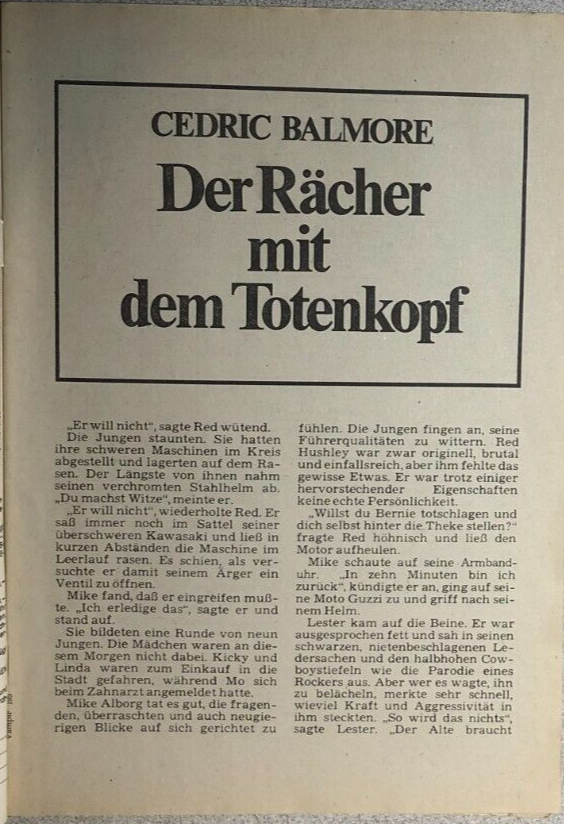 CEDRIC BALMORE
Der Rächer
mit
dem Totenkopf
„Er will nicht", sagte Red wütend.
Die Jungen staunten. Sie hatten
ihre schweren Maschinen im Kreis
abgestellt und lagerten auf dem Ra-
sen. Der Längste von ihnen nahm
seinen verchromten Stahlhelm ab.
„Du machst Witze", meinte er.
„Er will nicht", wiederholte Red. Er
saß immer noch im Sattel seiner
überschweren Kawasaki und ließ in
kurzen Abständen die Maschine im
Leerlauf rasen. Es schien, als ver-
suchte er damit seinem Ärger ein
Ventil zu öffnen.
Mike fand, daß er eingreifen muß-
te. „Ich erledige das", sagte er und
stand auf.
Sie bildeten eine Runde von neun
Jungen. Die Mädchen waren an die-
sem Morgen nicht dabei. Kicky und
Linda waren zum Einkauf in die
Stadt gefahren, während Mo sich
beim Zahnarzt angemeldet hatte.
Mike Alborg tat es gut, die fragen-
den, überraschten und auch neugie-
rigen Blicke auf sich gerichtet zu
fühlen. Die Jungen fingen an, seine
Führerqualitäten zu wittern. Red
Hushley war zwar originell, brutal
und einfallsreich, aber ihm fehlte das
gewisse Etwas. Er war trotz einiger
hervorstechender Eigenschaften
keine echte Persönlichkeit.
„Willst du Bernie totschlagen und
dich selbst hinter die Theke stellen?"
fragte Red höhnisch und ließ den
Motor aufheulen.
Mike schaute auf seine Armband-
uhr. „In zehn Minuten bin ich
zurück", kündigte er an, ging auf sei-
ne Moto Guzzi zu und griff nach sei-
nem Helm.
Lester kam auf die Beine. Er war
ausgesprochen fett und sah in seinen
schwarzen, nietenbeschlagenen Le-
dersachen und den halbhohen Cow-
boystiefeln wie die Parodie eines
Rockers aus. Aber wer es wagte, ihn
zu belächeln, merkte sehr schnell,
wieviel Kraft und Aggressivität in
ihm steckten. „So wird das nichts",
sagte Lester. „Der Alte braucht